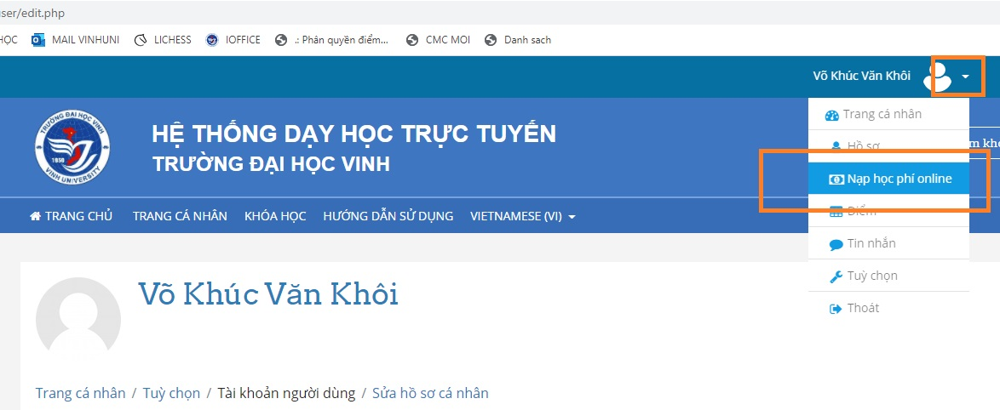 ser/edit.php
HỌC MAIL VINHUNI LICHESS IOFFICE .: Phân quyền điểm... CMC MOI Danh sach
Võ Khúc Văn Khôi
TRƯỜNG ĐẠI HỌC VINH
1959
VINH UNIVERSITY
HỆ THỐNG DẠY HỌC TRỰC TUYẾN
TRƯỜNG ĐẠI HỌC VINH
Trang cá nhân
Hồ sơ
m kh
Nạp học phí online
Điểm
Tin nhắn
Tuỳ chọn
Thoát
TRANG CHỦ TRANG CÁ NHÂN KHÓA HỌC HƯỚNG DẪN SỬ DỤNG VIETNAMESE (VI)
Võ Khúc Văn Khôi
Trang cá nhân / Tuỳ chọn / Tài khoản người dùng / Sửa hồ sơ cá nhân